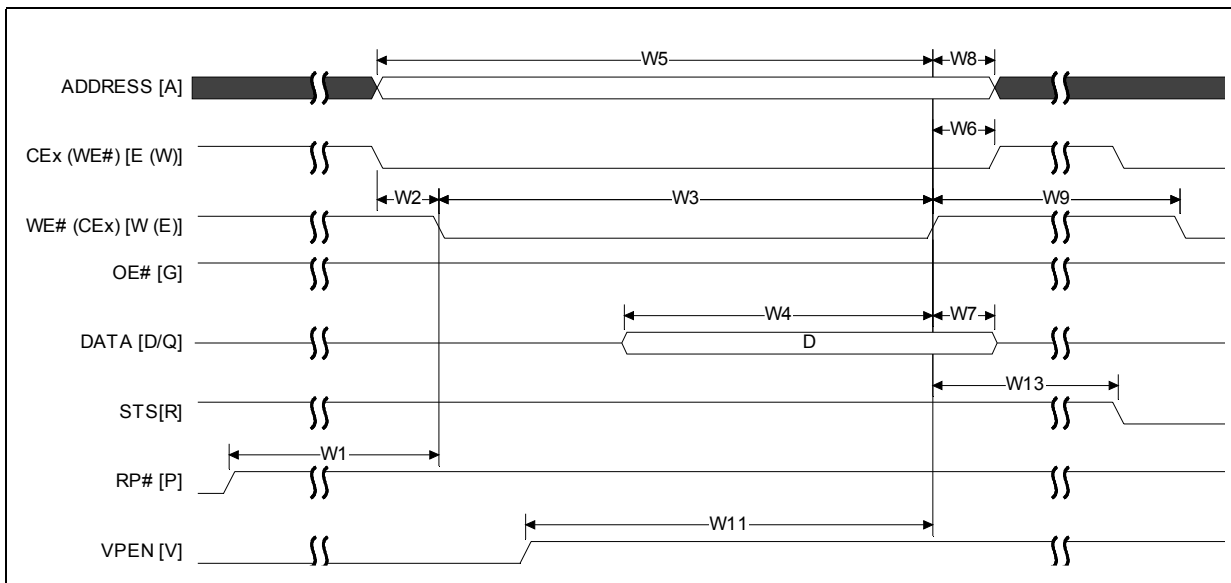 W5
W8
ADDRESS [A]
W6
CEx (WE#) [E (W)]
W2
W3
W9
WE# (CEx) [W (E)]
OE# [G]
W4
W7
DATA [D/Q]
D
W13
STS[R]
W1
RP# [P]
W11
VPEN [V]